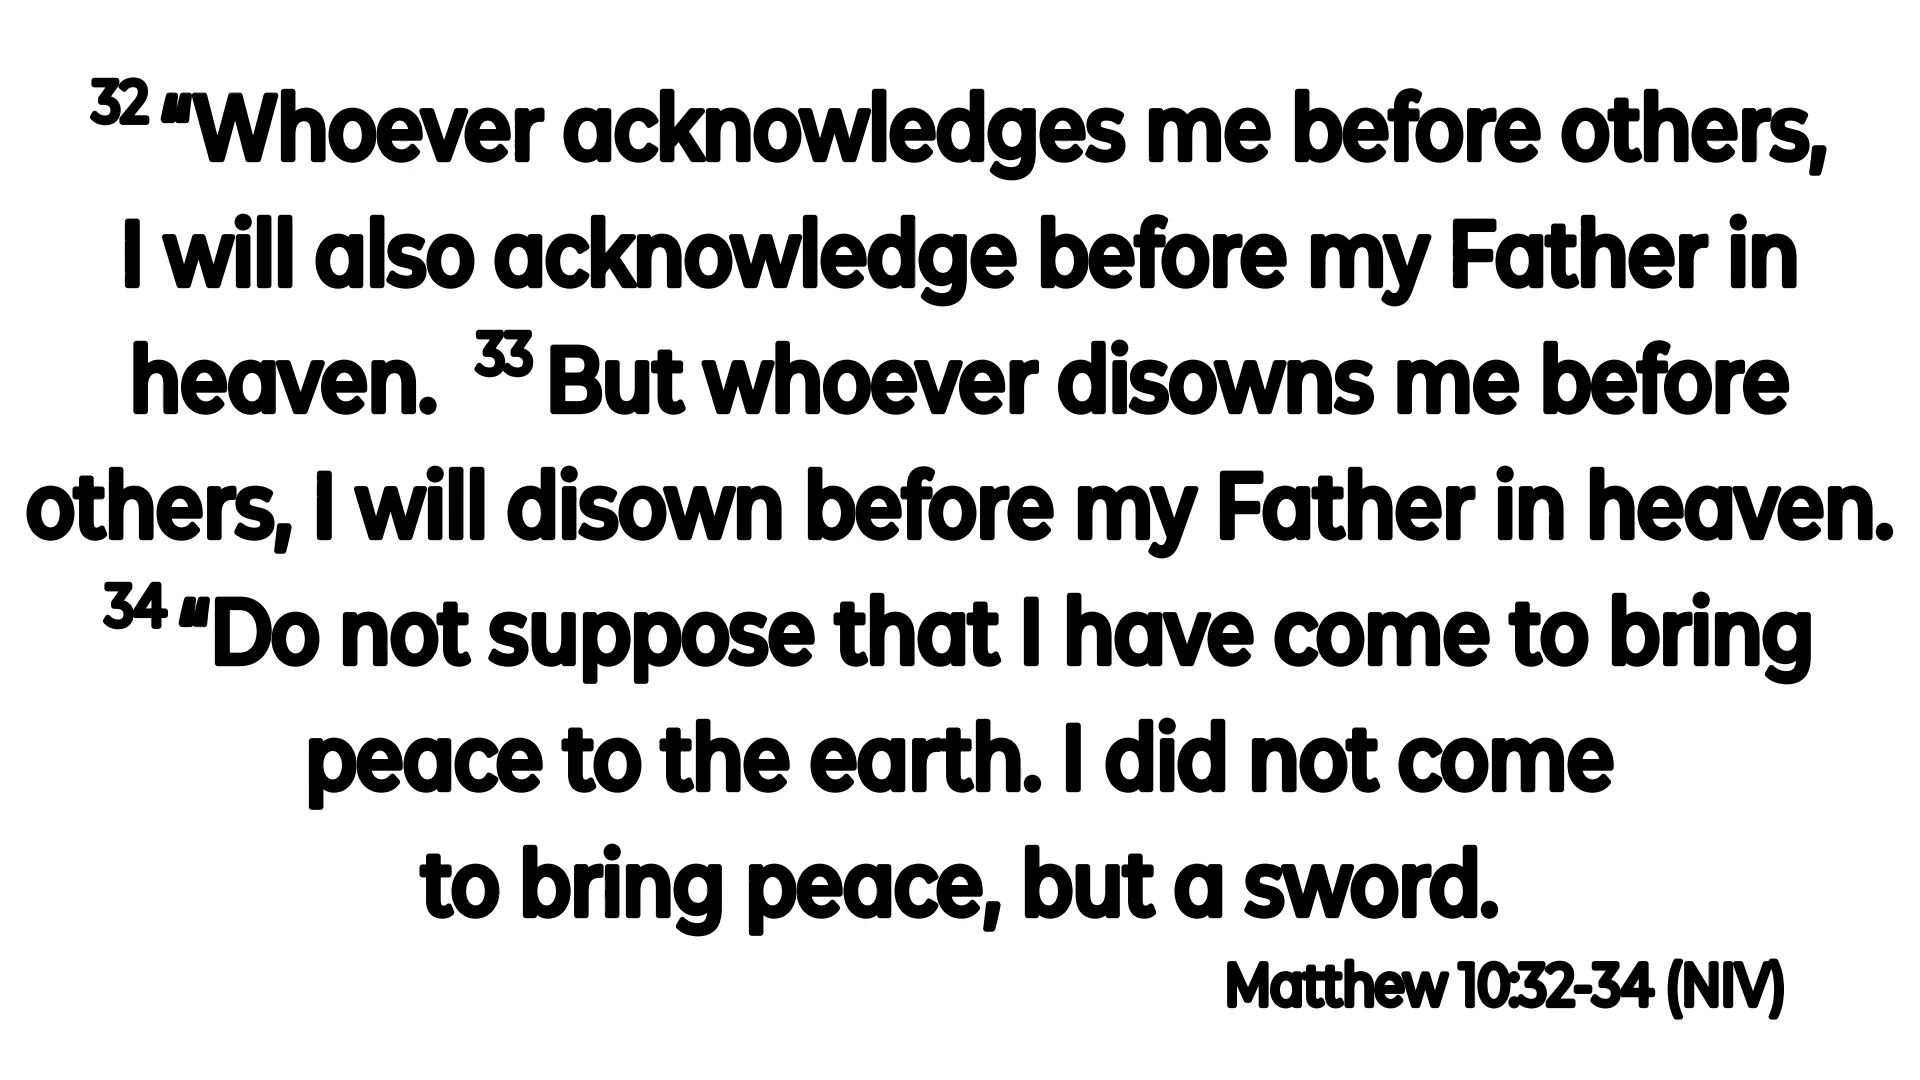 32 “Whoever acknowledges me before others,
I will also acknowledge before my Father in
heaven. 33 But whoever disowns me before
others, I will disown before my Father in heaven.
34 “Do not suppose that I have come to bring
peace to the earth. I did not come
to bring peace, but a sword.
Matthew 10:32-34 (NIV)